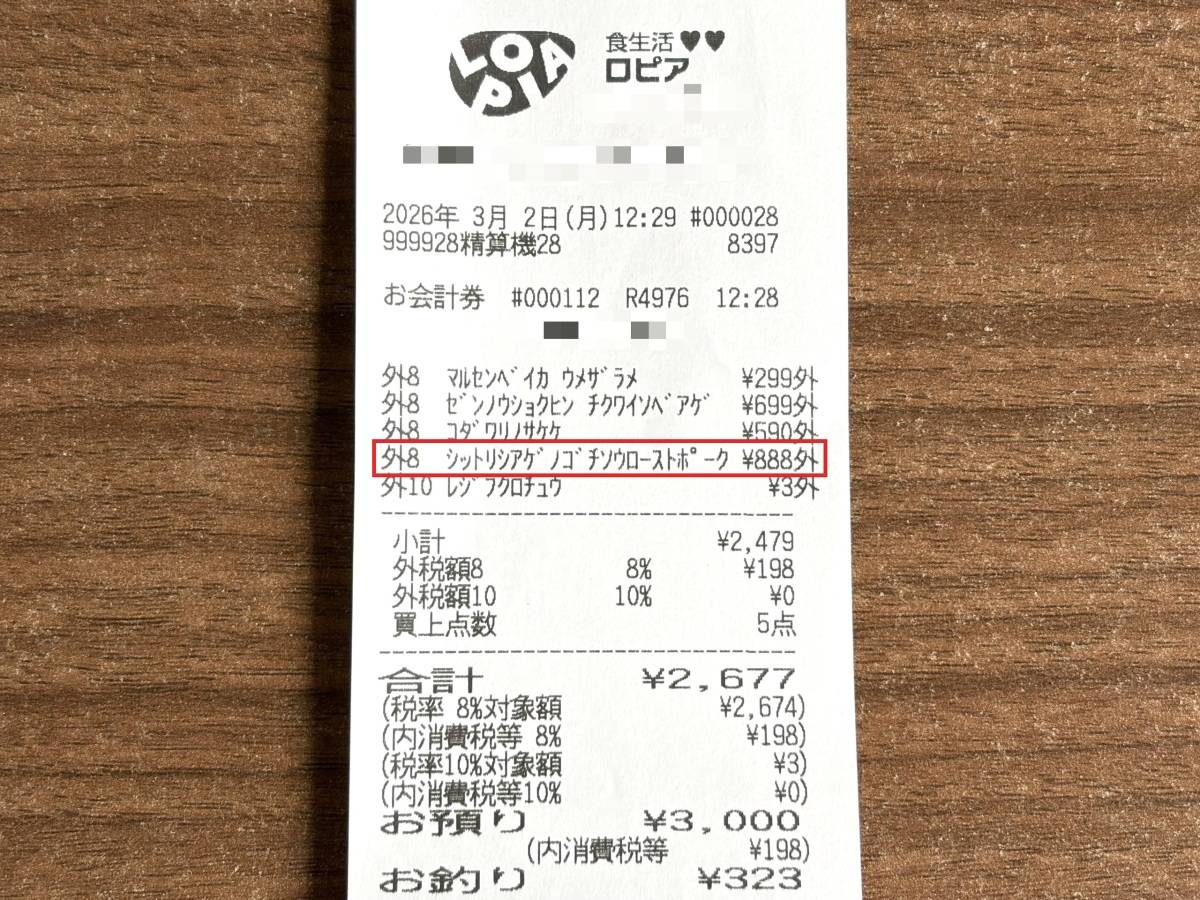 LOPIA
食生活♥♥
ロピア
2026年 3月 2日(月)12:29 #000028
999928精算機28 8397
お会計券 #000112 R4976 12:28
外8 マルセンベイカ ウメザラメ ¥299外
外8 ゼンノウショクヒン チクワイソベアゲ ¥699外
外8 コダワリノサケケ ¥590外
外8 シットリシアゲノゴチソウローストポーク ¥888外
外10 レジフクロチュウ ¥3外
小計 ¥2,479
外税額8 8% ¥198
外税額10 10% ¥0
買上点数 5点
合計 ¥2,677
(税率 8%対象額 ¥2,674)
(内消費税等 8% ¥198)
(税率10%対象額 ¥3)
(内消費税等10% ¥0)
お預り ¥3,000
(内消費税等 ¥198)
お釣り ¥323